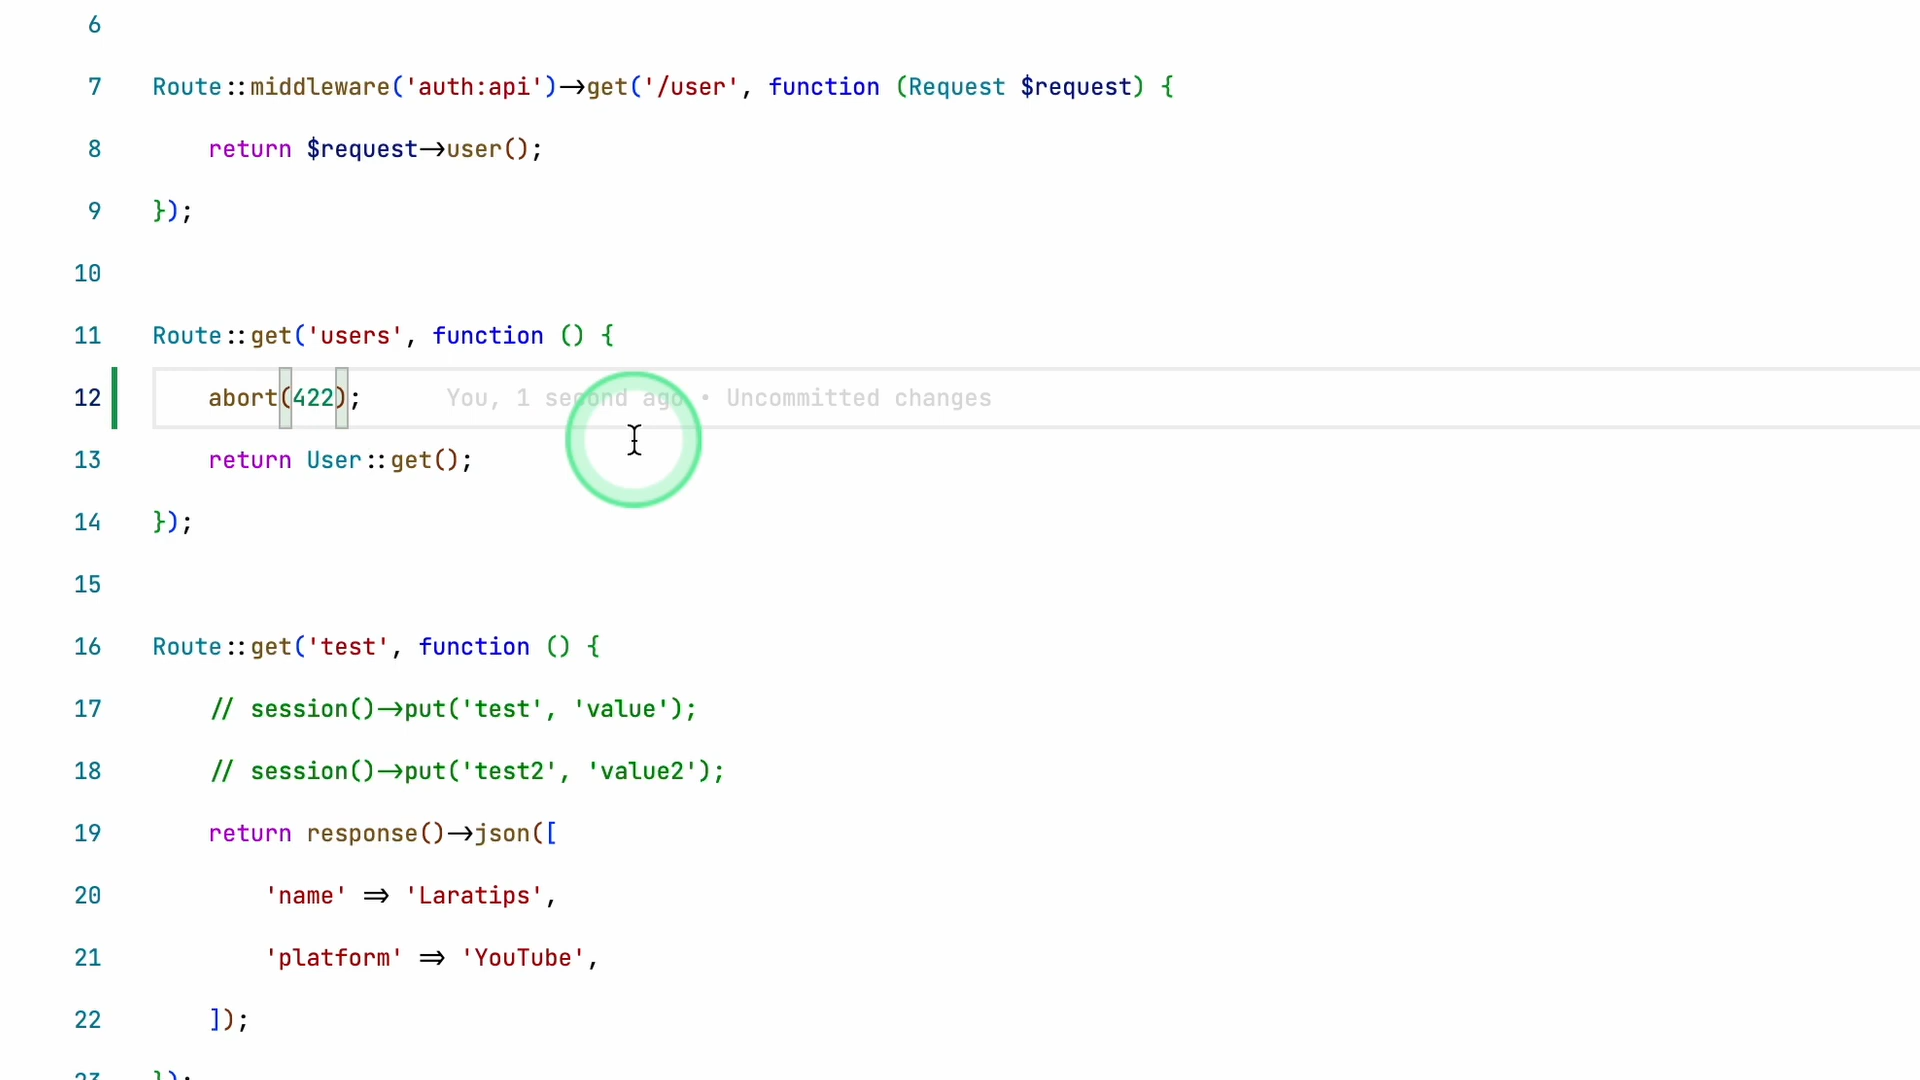 6
7 Route::middleware('auth:api')->get('/user', function (Request $request) {
8 return $request->user();
9 });
10
11 Route::get('users', function () {
12 abort(422); You, 1 second ago • Uncommitted changes
13 return User::get();
14 });
15
16 Route::get('test', function () {
17 // session()->put('test', 'value');
18 // session()->put('test2', 'value2');
19 return response()->json([
20 'name' => 'Laratips',
21 'platform' => 'YouTube',
22 ]);
23 });